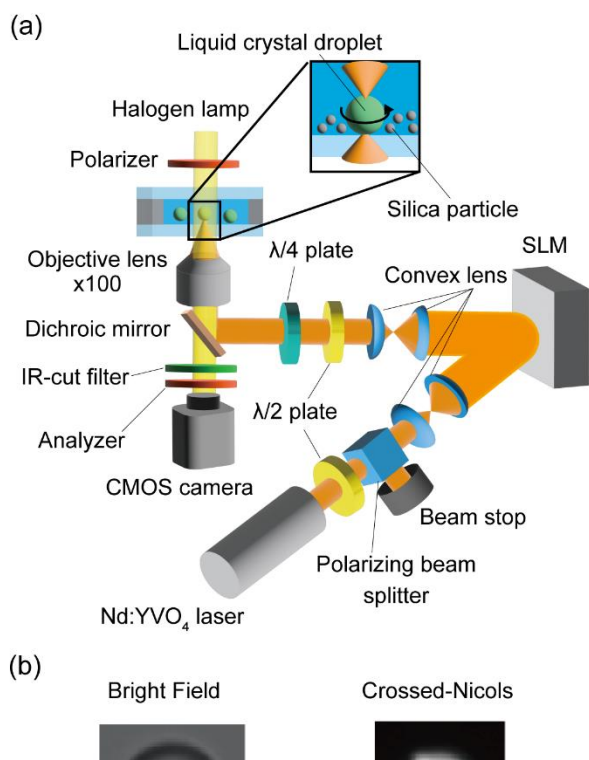 (a)
Liquid crystal droplet
Halogen lamp
Polarizer
Silica particle
SLM
Objective lens
x100
λ/4 plate
Convex lens
Dichroic mirror
IR-cut filter
Analyzer
λ/2 plate
CMOS camera
Beam stop
Polarizing beam
splitter
Nd:YVO₄ laser
(b)
Bright Field
Crossed-Nicols